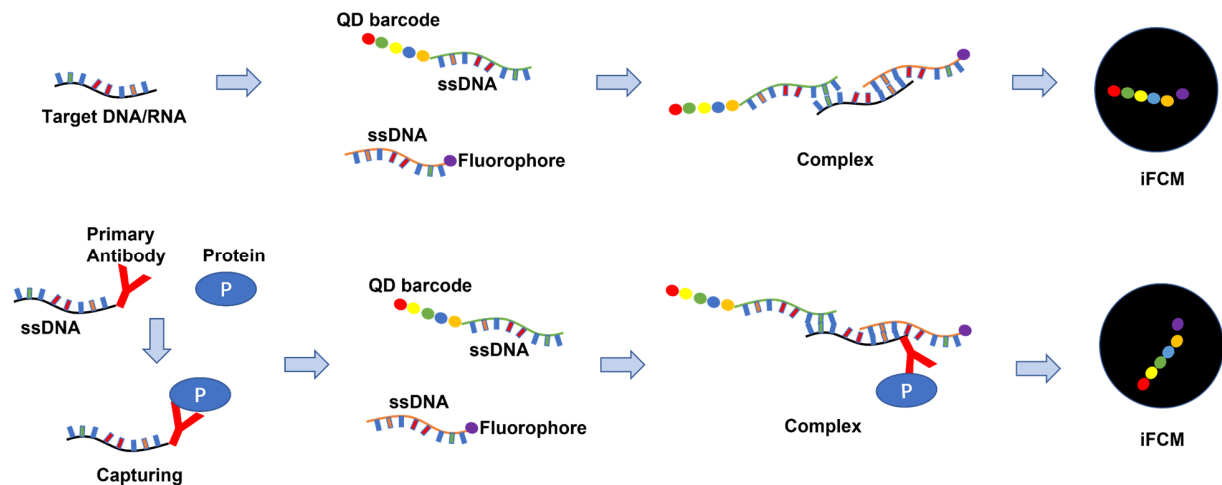 QD barcode
ssDNA
Target DNA/RNA
ssDNA
Fluorophore
Complex
iFCM
Primary
Antibody
Protein
P
ssDNA
P
Capturing
QD barcode
ssDNA
ssDNA
Fluorophore
P
Complex
iFCM